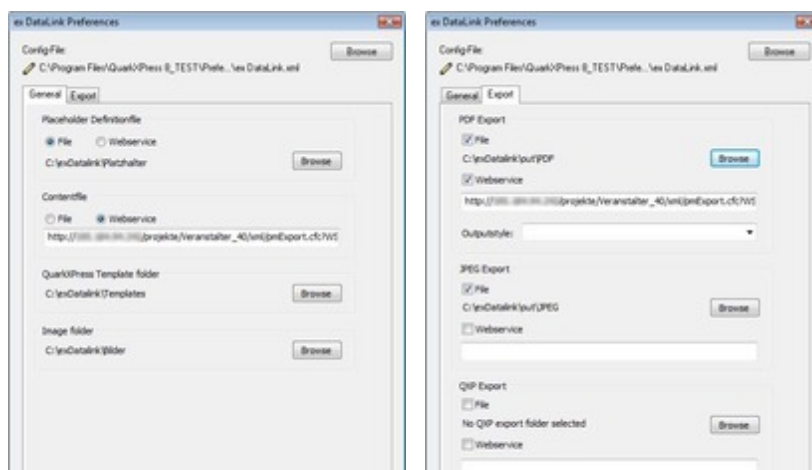 ex DataLink Preferences
Config-File:
Browse
C:\Program Files\QuarkXPress 8_TEST\Prefe...\ex DataLink.xml
General Export
Placeholder Definitionfile
File Webservice
C:\exDatalink\Platzhalter
Browse
Contentfile
File Webservice
http:// /projekte/Veranstalter_40/xml/pmExport.cfc?WS
QuarkXPress Template folder
C:\exDatalink\Templates
Browse
Image folder
C:\exDatalink\Bilder
Browse
ex DataLink Preferences
Config-File:
Browse
C:\Program Files\QuarkXPress 8_TEST\Prefe...\ex DataLink.xml
General Export
PDF Export
File
C:\exDatalink\put\PDF
Browse
Webservice
http:// /projekte/Veranstalter_40/xml/pmExport.cfc?WS
Outputstyle:
JPEG Export
File
C:\exDatalink\put\JPEG
Browse
Webservice
QXP Export
File
No QXP export folder selected
Browse
Webservice